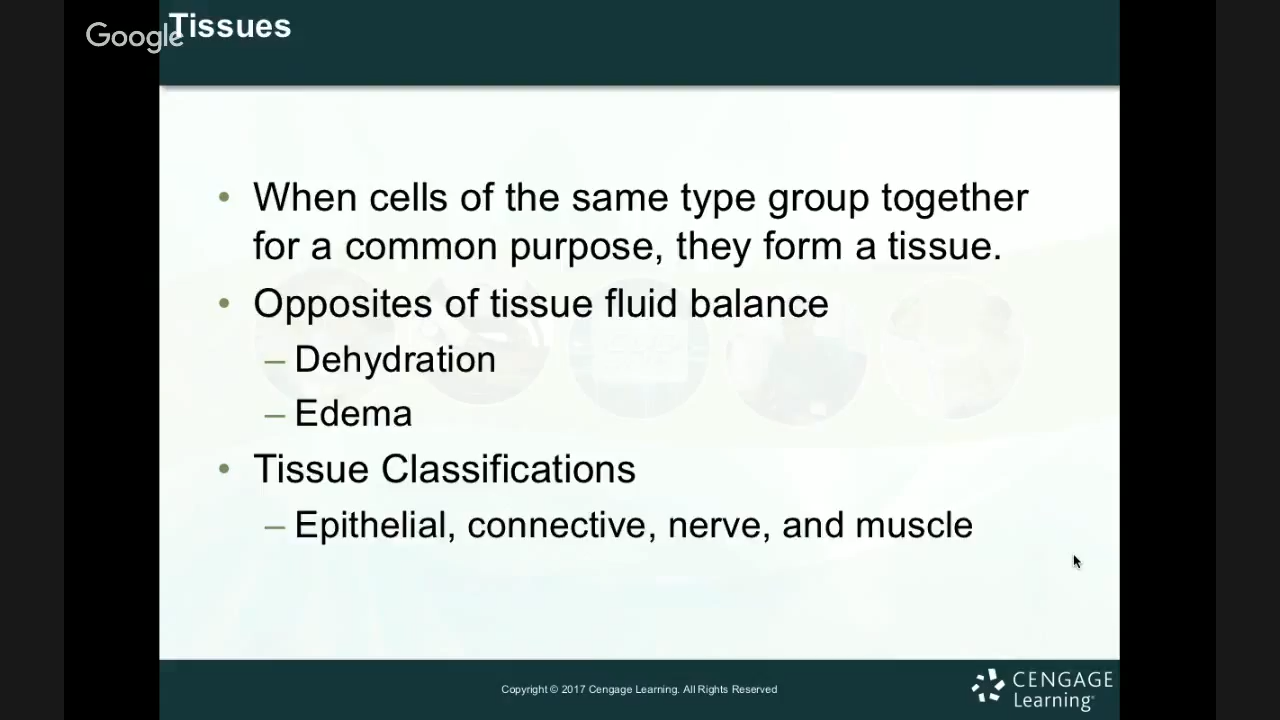 Tissues
Google
• When cells of the same type group together
for a common purpose, they form a tissue.
• Opposites of tissue fluid balance
– Dehydration
– Edema
• Tissue Classifications
– Epithelial, connective, nerve, and muscle
Copyright © 2017 Cengage Learning. All Rights Reserved
CENGAGE
Learning®